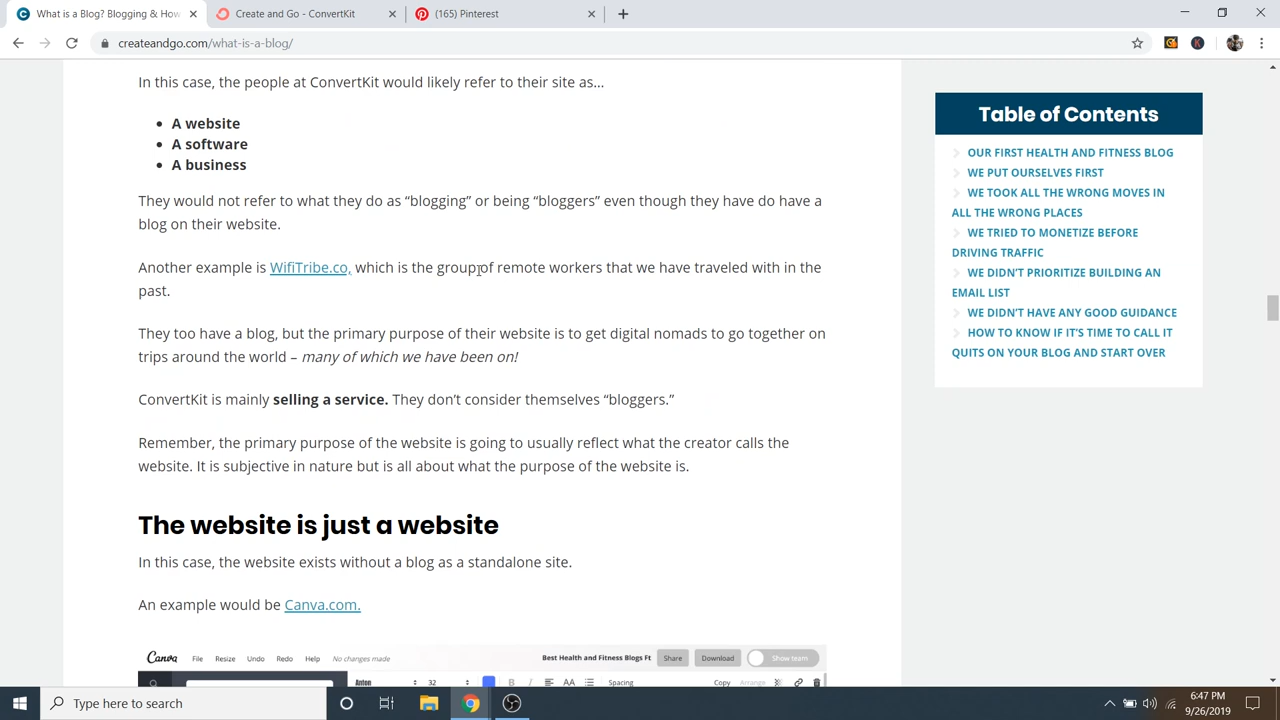 What is a Blog? Blogging & How
Create and Go - ConvertKit
(165) Pinterest
createandgo.com/what-is-a-blog/
In this case, the people at ConvertKit would likely refer to their site as…
A website
A software
A business
They would not refer to what they do as “blogging” or being “bloggers” even though they have do have a
blog on their website.
Another example is WifiTribe.co, which is the group of remote workers that we have traveled with in the
past.
They too have a blog, but the primary purpose of their website is to get digital nomads to go together on
trips around the world – many of which we have been on!
ConvertKit is mainly selling a service. They don’t consider themselves “bloggers.”
Remember, the primary purpose of the website is going to usually reflect what the creator calls the
website. It is subjective in nature but is all about what the purpose of the website is.
The website is just a website
In this case, the website exists without a blog as a standalone site.
An example would be Canva.com.
Canva File Resize Undo Redo Help No changes made Best Health and Fitness Blogs Ft Share Download Show team
Anton 32 B I AA Spacing Copy Arrange
Table of Contents
OUR FIRST HEALTH AND FITNESS BLOG
WE PUT OURSELVES FIRST
WE TOOK ALL THE WRONG MOVES IN
ALL THE WRONG PLACES
WE TRIED TO MONETIZE BEFORE
DRIVING TRAFFIC
WE DIDN’T PRIORITIZE BUILDING AN
EMAIL LIST
WE DIDN’T HAVE ANY GOOD GUIDANCE
HOW TO KNOW IF IT’S TIME TO CALL IT
QUITS ON YOUR BLOG AND START OVER
Type here to search
6:47 PM
9/26/2019